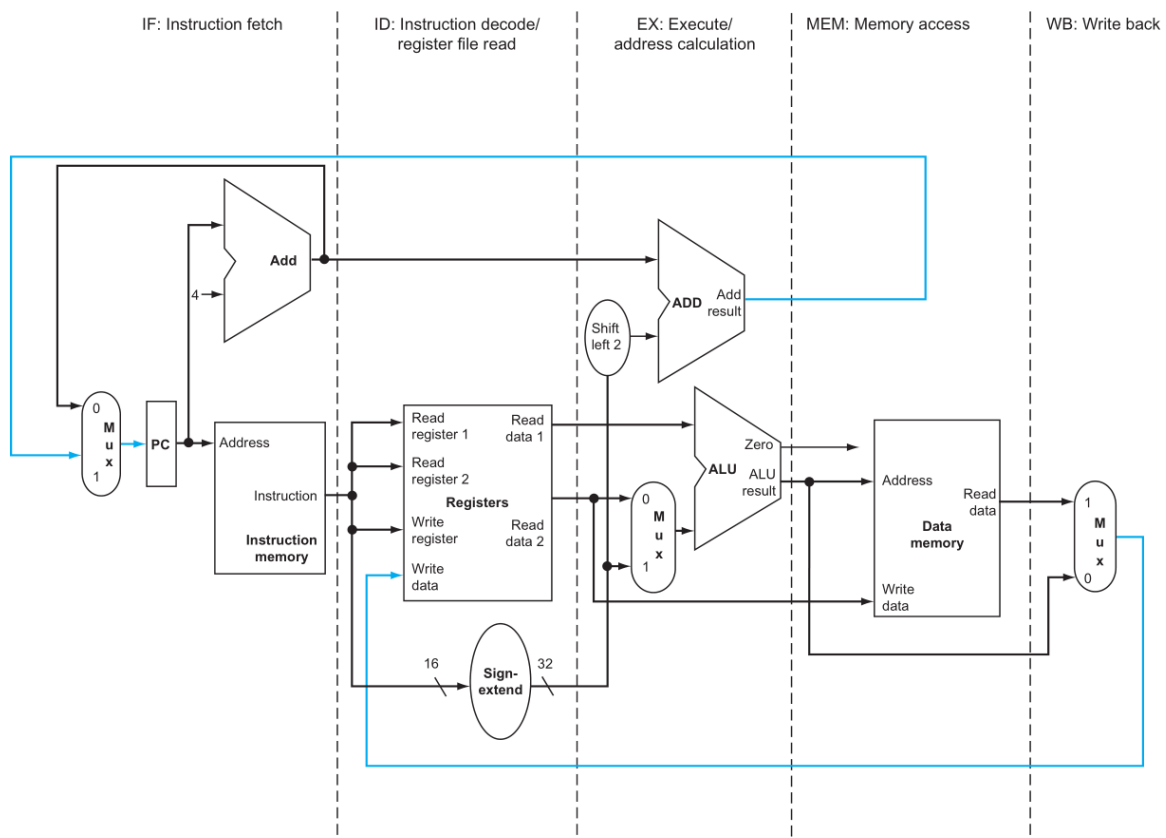 IF: Instruction fetch
ID: Instruction decode/
register file read
EX: Execute/
address calculation
MEM: Memory access
WB: Write back
Add
4
ADD
Add
result
Shift
left 2
0
M
u
x
1
PC
Address
Instruction
Instruction
memory
Read
register 1
Read
register 2
Write
register
Write
data
Registers
Read
data 1
Read
data 2
0
M
u
x
1
Zero
ALU
ALU
result
Address
Read
data
Data
memory
Write
data
1
M
u
x
0
16
Sign-
extend
32